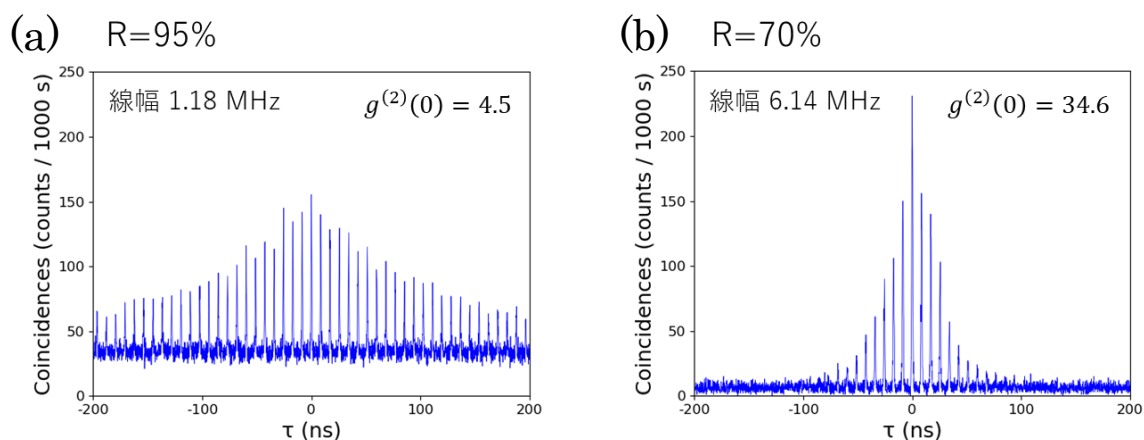 (a) R=95%
250
200
150
100
50
0
-200 -100 0 100 200
Coincidences (counts / 1000 s)
τ (ns)
線幅 1.18 MHz
g^{(2)}(0) = 4.5
(b) R=70%
250
200
150
100
50
0
-200 -100 0 100 200
Coincidences (counts / 1000 s)
τ (ns)
線幅 6.14 MHz
g^{(2)}(0) = 34.6